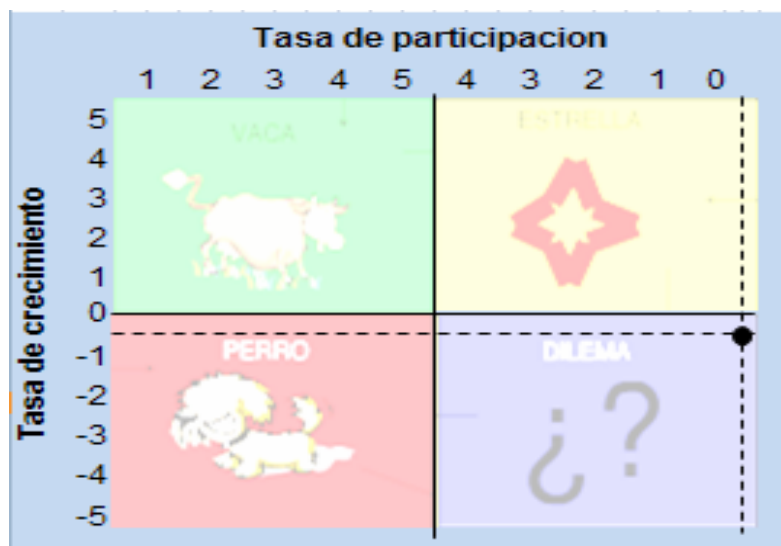 Tasa de participacion
1 2 3 4 5 4 3 2 1 0
Tasa de crecimiento
5
4
3
2
1
0
-1
-2
-3
-4
-5
VACA
ESTRELLA
PERRO
DILEMA
¿?